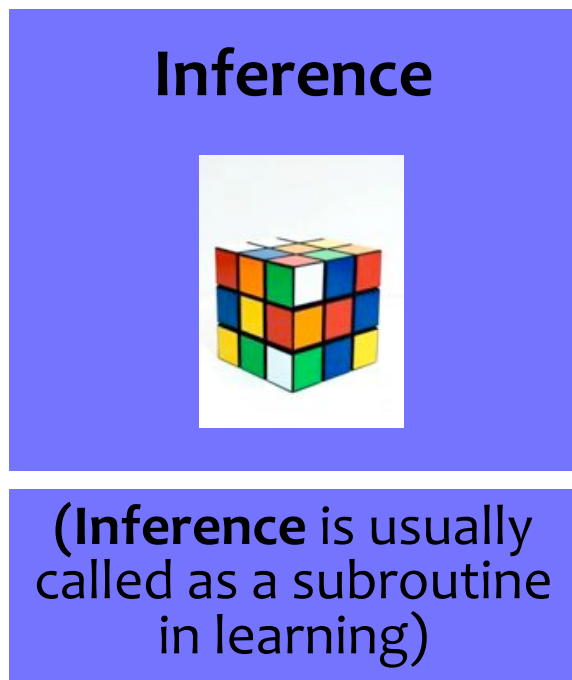 Inference
(Inference is usually
called as a subroutine
in learning)